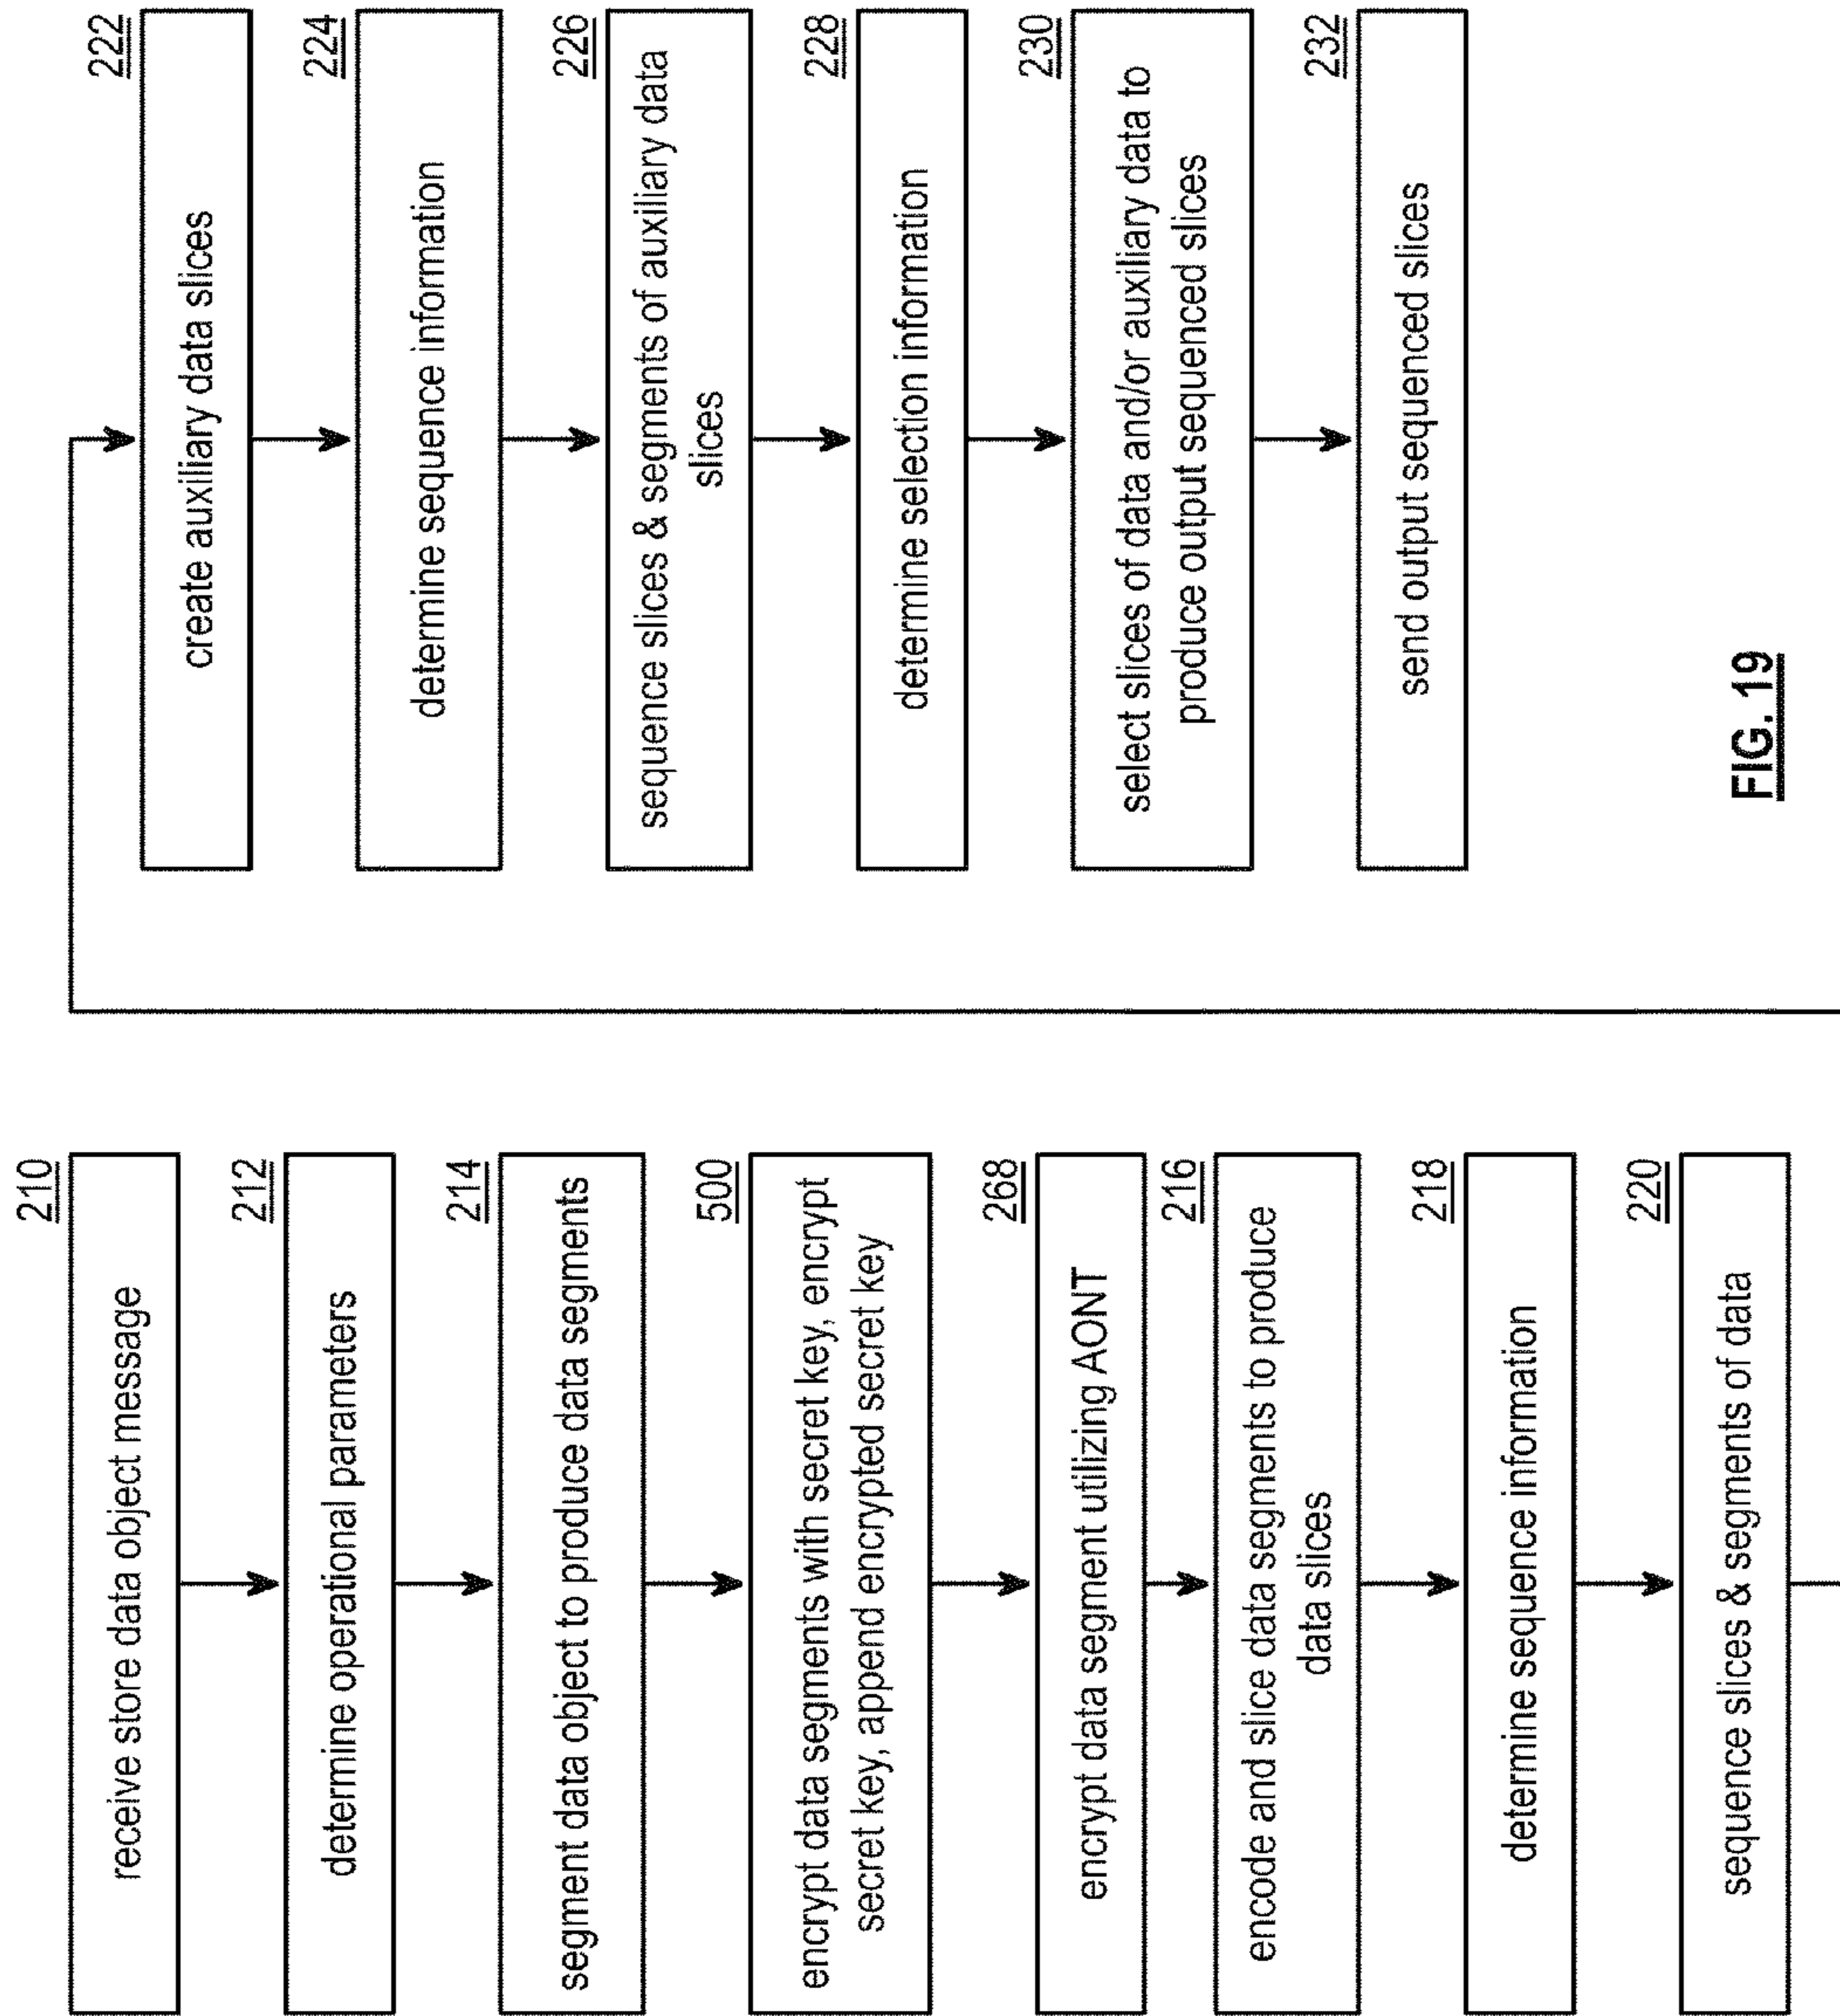 210
receive store data object message
212
determine operational parameters
214
segment data object to produce data segments
500
encrypt data segments with secret key, encrypt
secret key, append encrypted secret key
268
encrypt data segment utilizing AONT
216
encode and slice data segments to produce
data slices
218
determine sequence information
220
sequence slices & segments of data
222
create auxiliary data slices
224
determine sequence information
226
sequence slices & segments of auxiliary data
slices
228
determine selection information
230
select slices of data and/or auxiliary data to
produce output sequenced slices
232
send output sequenced slices
FIG. 19